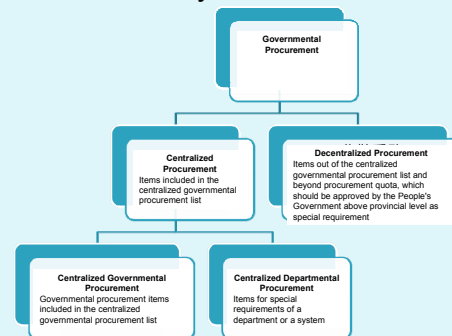 Governmental
Procurement
Centralized
Procurement
Items included in the
centralized governmental
procurement list
Decentralized Procurement
Items out of the centralized
governmental procurement list and
beyond procurement quota, which
should be approved by the People's
Government above provincial level as
special requirement
Centralized Governmental
Procurement
Governmental procurement items
included in the centralized
governmental procurement list
Centralized Departmental
Procurement
Items for special
requirements of a
department or a system